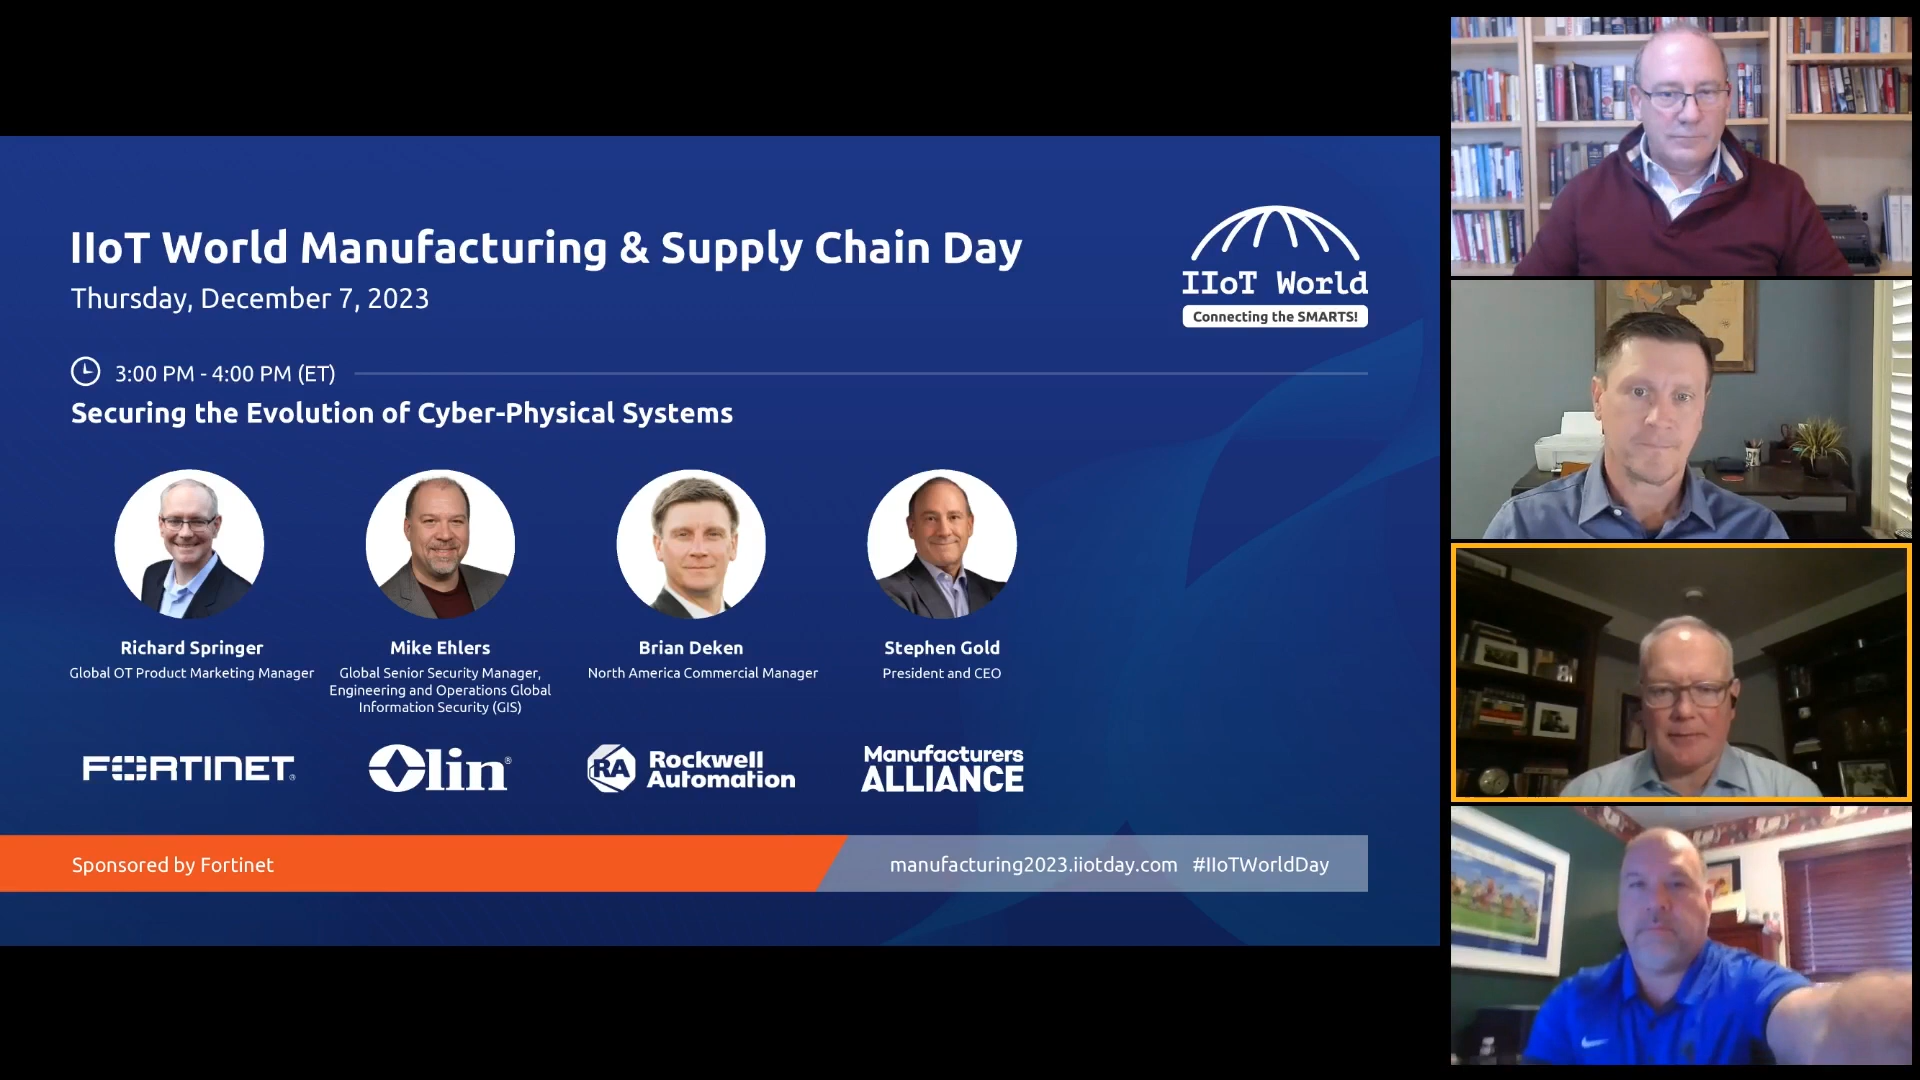 IIoT World Manufacturing & Supply Chain Day
Thursday, December 7, 2023
IIoT World
Connecting the SMARTS!
3:00 PM - 4:00 PM (ET)
Securing the Evolution of Cyber-Physical Systems
Richard Springer
Global OT Product Marketing Manager
Mike Ehlers
Global Senior Security Manager,
Engineering and Operations Global
Information Security (GIS)
Brian Deken
North America Commercial Manager
Stephen Gold
President and CEO
FORTINET®
Olin®
RA Rockwell
Automation
Manufacturers
ALLIANCE
Sponsored by Fortinet
manufacturing2023.iiotday.com #IIoTWorldDay